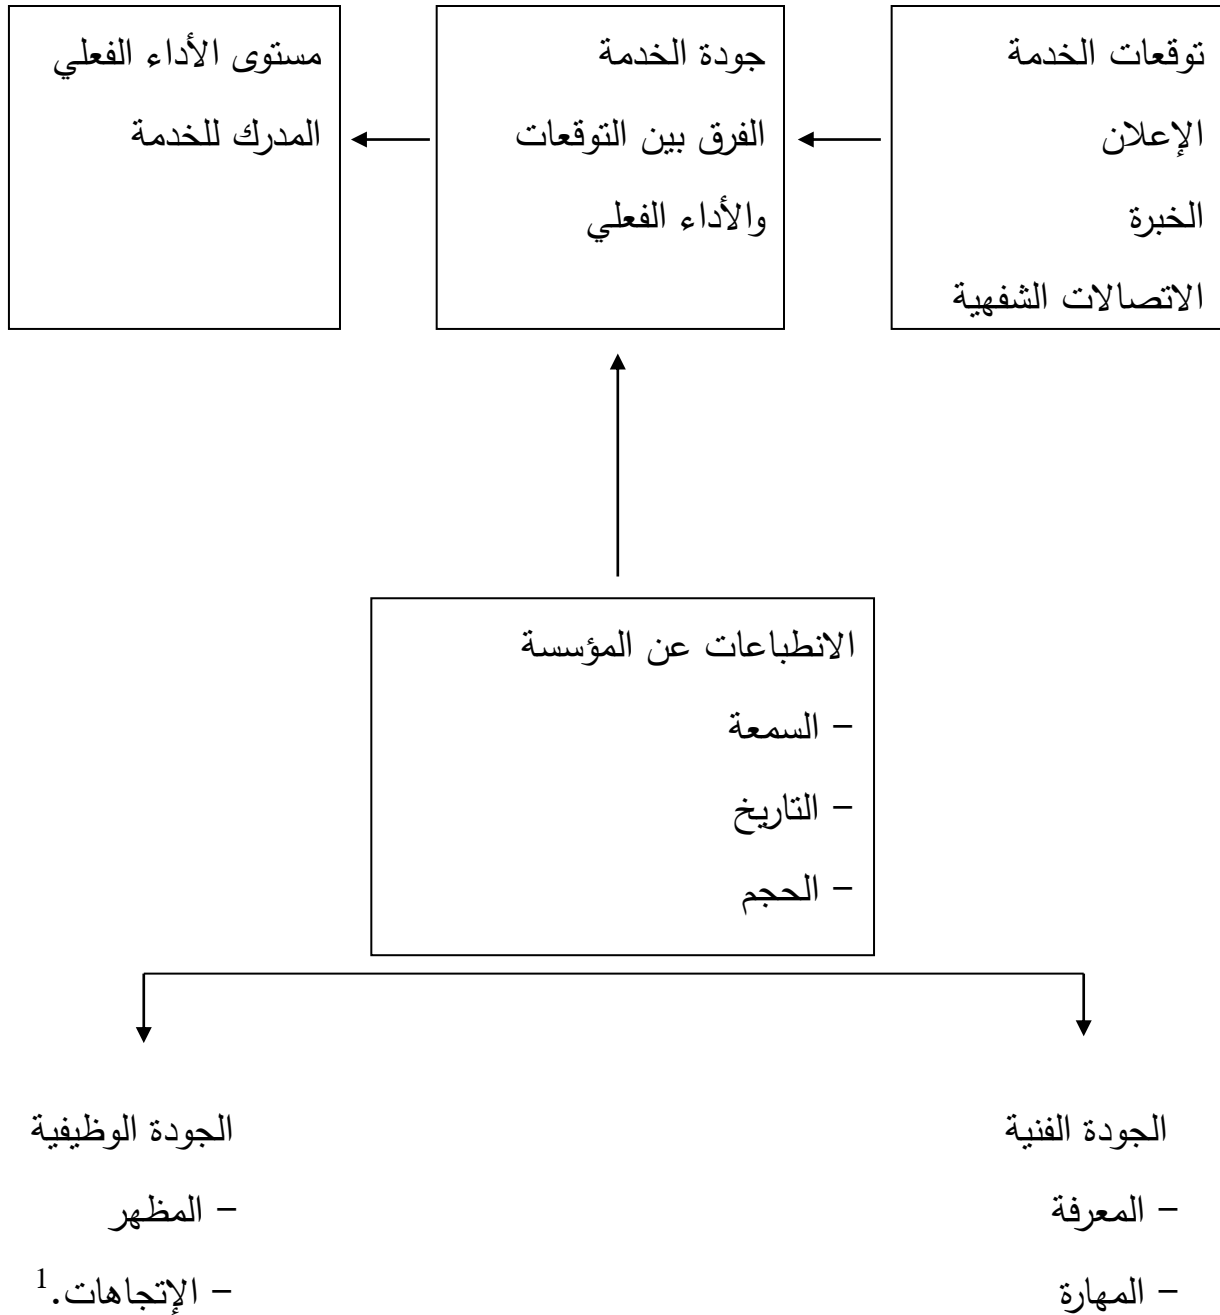 توقعات الخدمة
الإعلان
الخبرة
الاتصالات الشفهية
جودة الخدمة
الفرق بين التوقعات
والأداء الفعلي
مستوى الأداء الفعلي
المدرك للخدمة
الانطباعات عن المؤسسة
– السمعة
– التاريخ
– الحجم
الجودة الفنية
– المعرفة
– المهارة
الجودة الوظيفية
– المظهر
– الإتجاهات.1